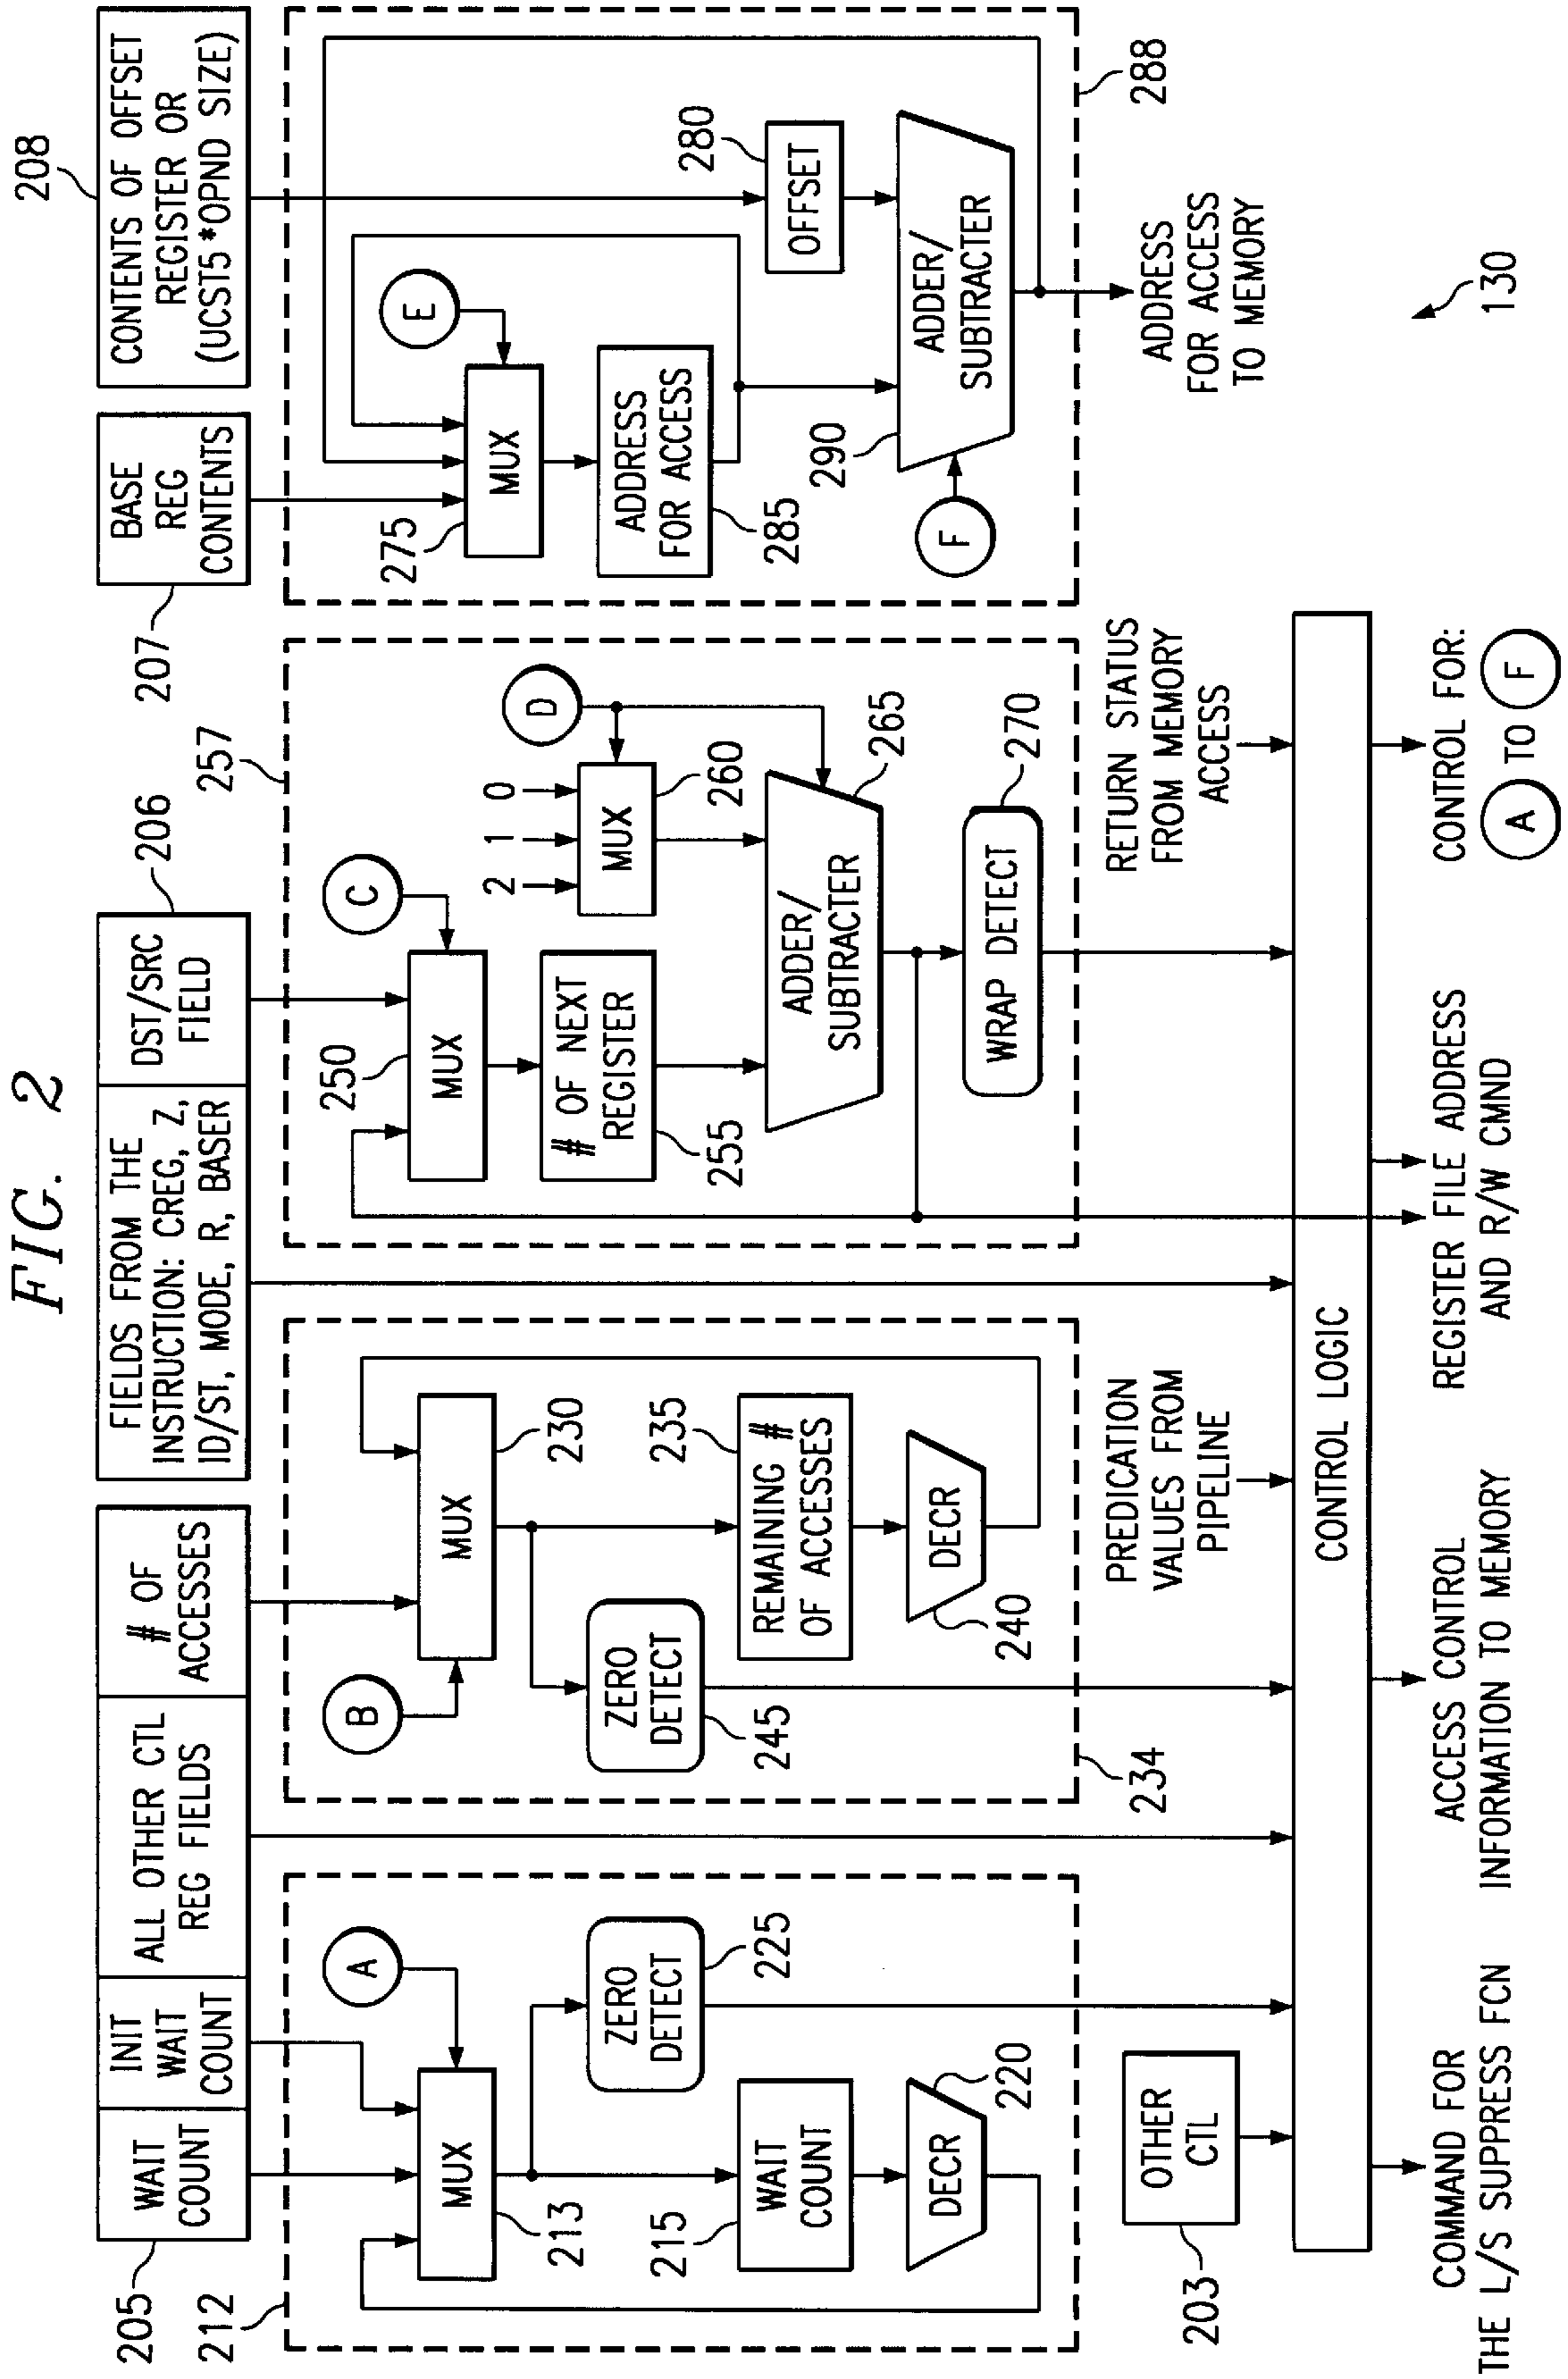 FIG. 2
205
WAIT
COUNT
INIT
WAIT
COUNT
ALL OTHER CTL
REG FIELDS
# OF
ACCESSES
FIELDS FROM THE
INSTRUCTION: CREG, Z,
lD/ST, MODE, R, BASER
DST/SRC
FIELD
206
207
BASE
REG
CONTENTS
208
CONTENTS OF OFFSET
REGISTER OR
(UCST5 *OPND SIZE)
212
A
MUX
213
ZERO
DETECT
225
215
WAIT
COUNT
DECR
220
B
MUX
230
ZERO
DETECT
245
REMAINING #
OF ACCESSES
235
DECR
240
234
257
C
250
MUX
D
2
1
0
MUX
260
# OF NEXT
REGISTER
255
ADDER/
SUBTRACTER
265
WRAP DETECT
270
E
275
MUX
ADDRESS
FOR ACCESS
285
OFFSET
280
290
ADDER/
SUBTRACTER
F
288
ADDRESS
FOR ACCESS
TO MEMORY
203
OTHER
CTL
PREDICATION
VALUES FROM
PIPELINE
RETURN STATUS
FROM MEMORY
ACCESS
CONTROL LOGIC
COMMAND FOR
THE L/S SUPPRESS FCN
ACCESS CONTROL
INFORMATION TO MEMORY
REGISTER FILE ADDRESS
AND R/W CMND
CONTROL FOR:
A TO F
130